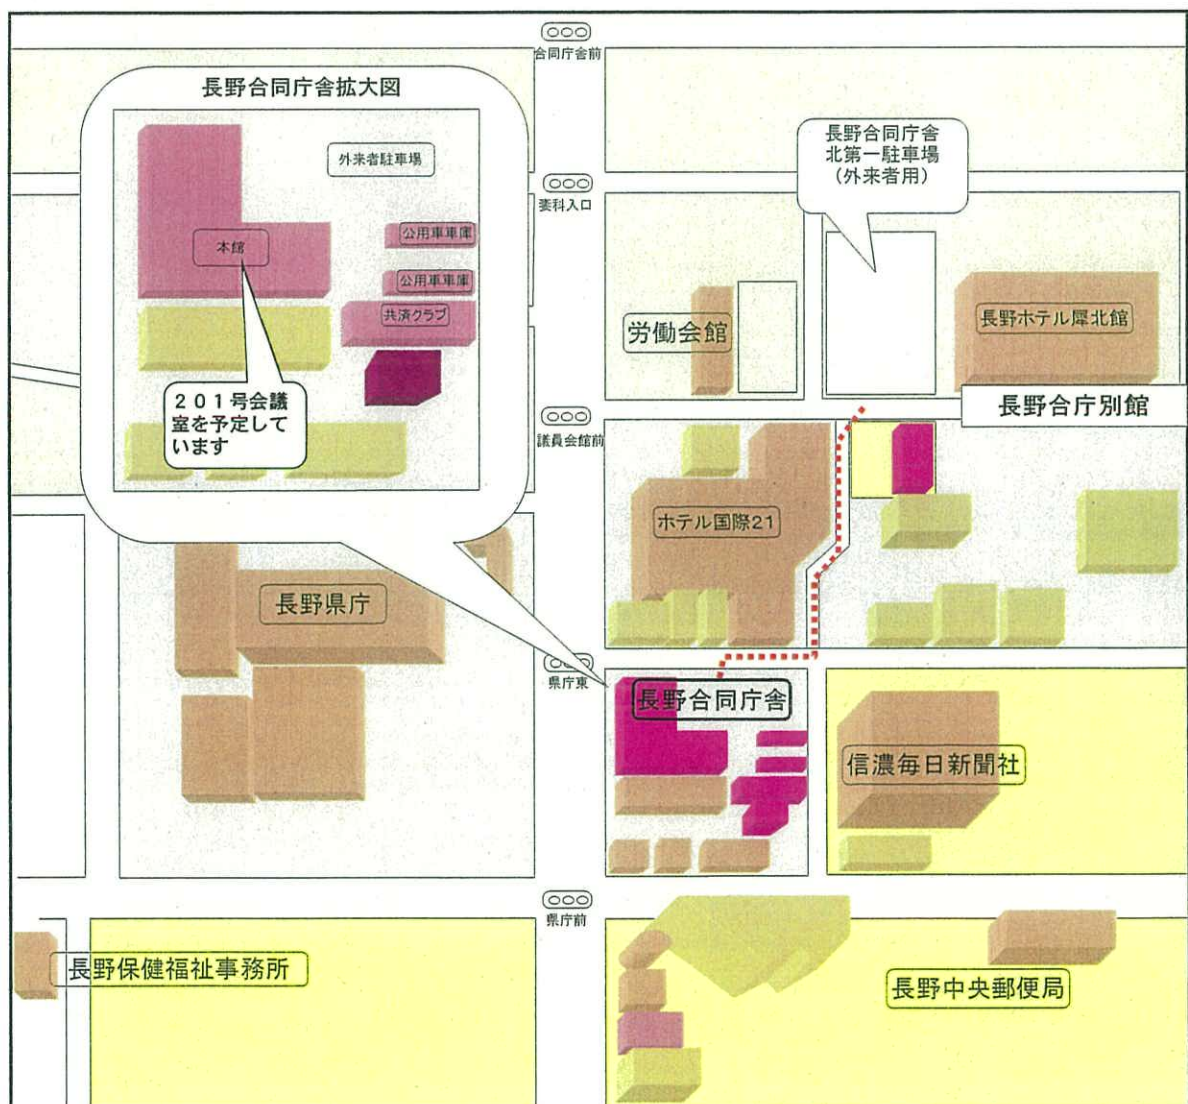 合同庁舎前
長野合同庁舎拡大図
外来者駐車場
公用車車庫
本館
公用車車庫
共済クラブ
201号会議
室を予定して
います
長野合同庁舎
北第一駐車場
(外来者用)
妻科入口
労働会館
長野ホテル犀北館
長野合庁別館
議員会館前
ホテル国際21
長野県庁
県庁東
長野合同庁舎
信濃毎日新聞社
県庁前
長野保健福祉事務所
長野中央郵便局